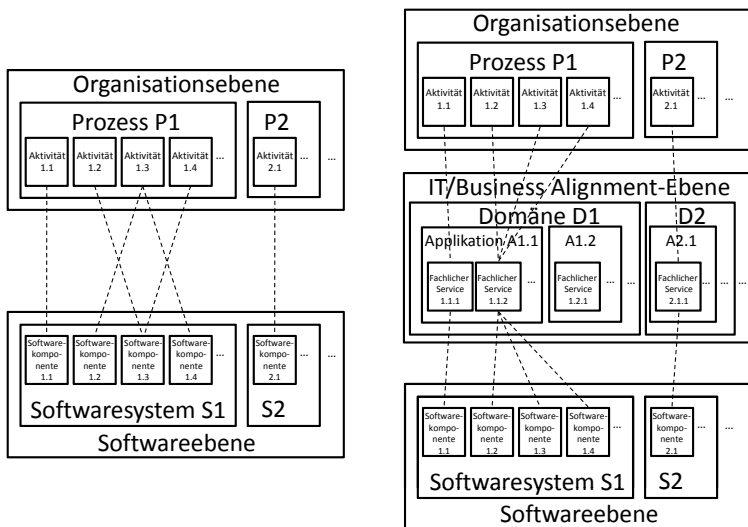 Organisationsebene
Prozess P1
P2
Aktivität
1.1
Aktivität
1.2
Aktivität
1.3
Aktivität
1.4
...
Aktivität
2.1
...
...
Software-
kompo-
nente
1.1
Software-
kompo-
nente
1.2
Software-
kompo-
nente
1.3
Software-
kompo-
nente
1.4
...
Software-
kompo-
nente
2.1
...
...
Softwaresystem S1
S2
Softwareebene
Organisationsebene
Prozess P1
P2
Aktivität
1.1
Aktivität
1.2
Aktivität
1.3
Aktivität
1.4
...
Aktivität
2.1
...
...
IT/Business Alignment-Ebene
Domäne D1
D2
Applikation A1.1
A1.2
A2.1
Fachlicher
Service
1.1.1
Fachlicher
Service
1.1.2
...
Fachlicher
Service
1.2.1
...
...
Fachlicher
Service
2.1.1
...
...
...
Software-
kompo-
nente
1.1
Software-
kompo-
nente
1.2
Software-
kompo-
nente
1.3
Software-
kompo-
nente
1.4
...
Software-
kompo-
nente
2.1
...
...
Softwaresystem S1
S2
Softwareebene